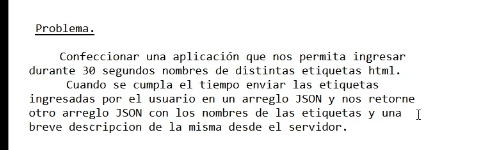 Problema.
Confeccionar una aplicación que nos permita ingresar
durante 30 segundos nombres de distintas etiquetas html.
Cuando se cumpla el tiempo enviar las etiquetas
ingresadas por el usuario en un arreglo JSON y nos retorne
otro arreglo JSON con los nombres de las etiquetas y una
breve descripcion de la misma desde el servidor.